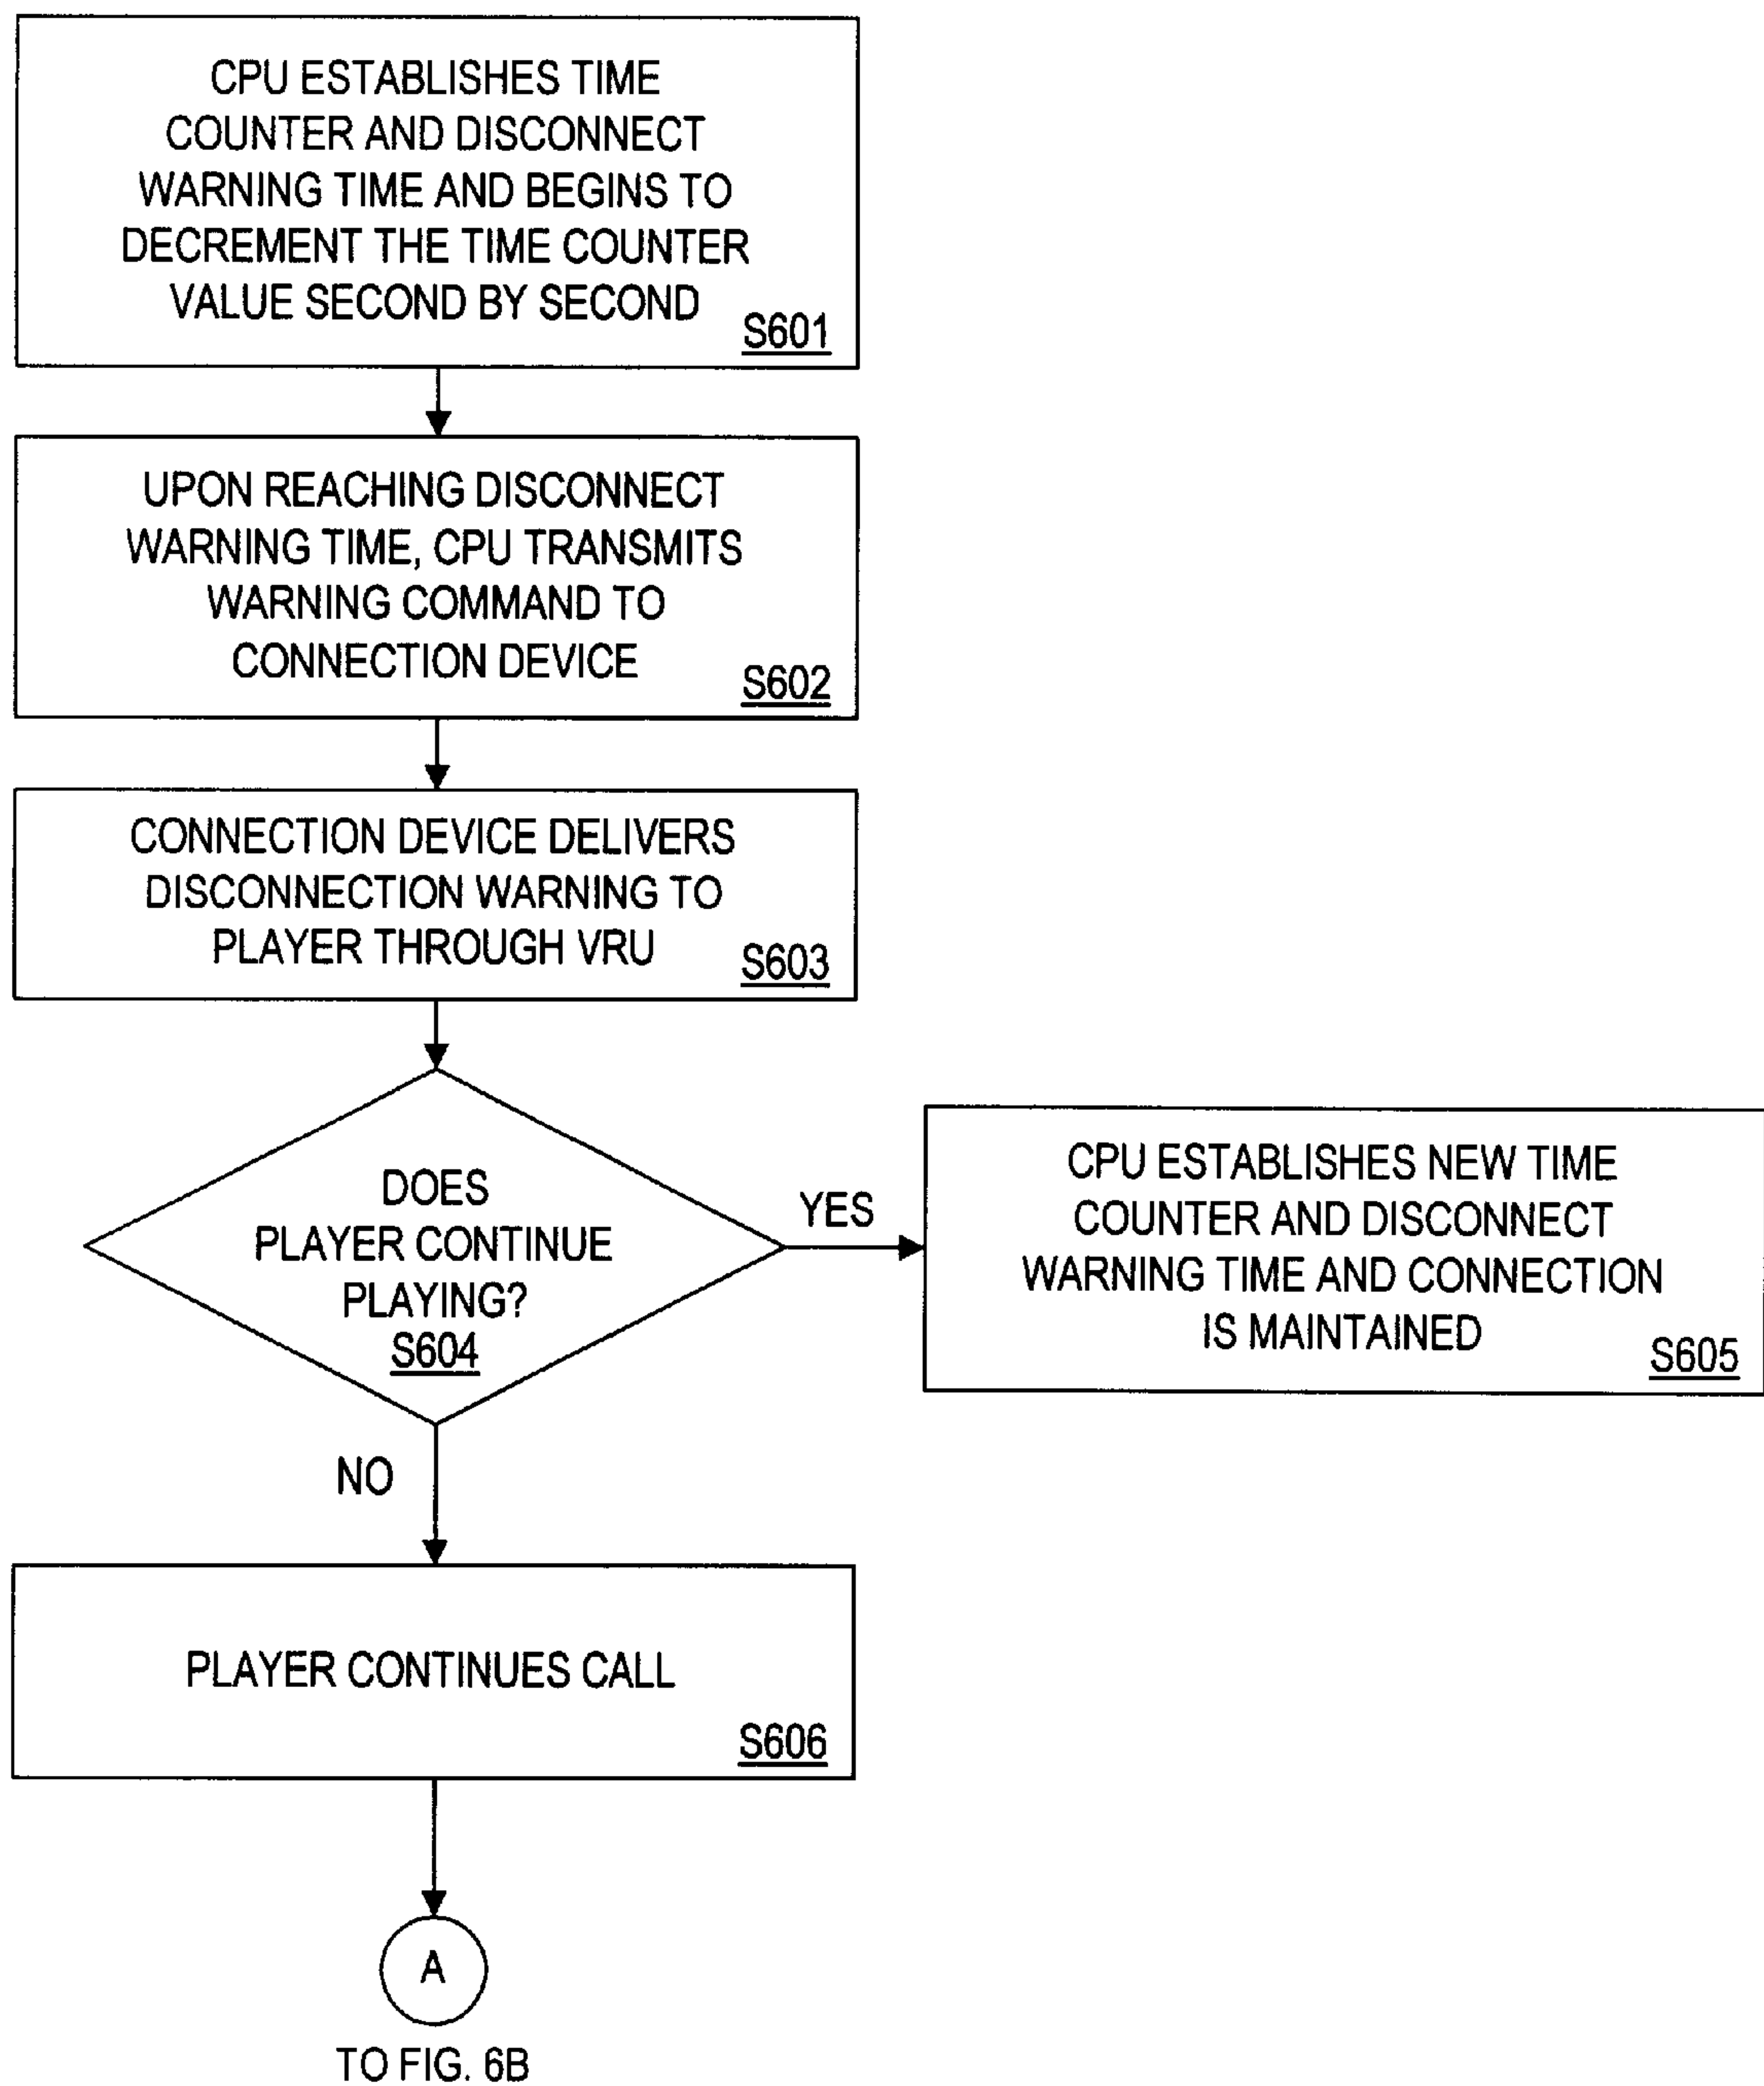 CPU ESTABLISHES TIME
COUNTER AND DISCONNECT
WARNING TIME AND BEGINS TO
DECREMENT THE TIME COUNTER
VALUE SECOND BY SECOND
S601
UPON REACHING DISCONNECT
WARNING TIME, CPU TRANSMITS
WARNING COMMAND TO
CONNECTION DEVICE
S602
CONNECTION DEVICE DELIVERS
DISCONNECTION WARNING TO
PLAYER THROUGH VRU
S603
DOES
PLAYER CONTINUE
PLAYING?
S604
YES
CPU ESTABLISHES NEW TIME
COUNTER AND DISCONNECT
WARNING TIME AND CONNECTION
IS MAINTAINED
S605
NO
PLAYER CONTINUES CALL
S606
A
TO FIG. 6B